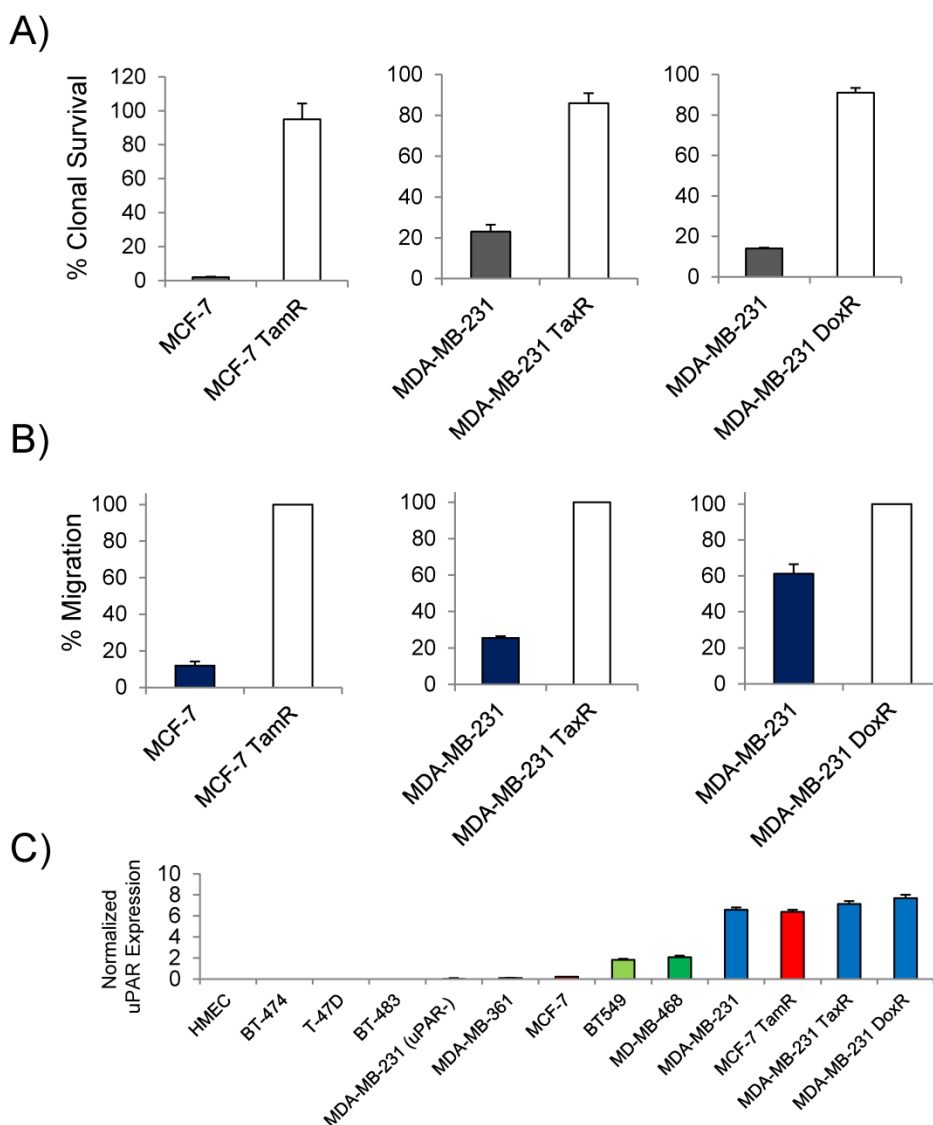 A)
% Clonal Survival
120
100
80
60
40
20
0
MCF-7
MCF-7 TamR
100
80
60
40
20
0
MDA-MB-231
MDA-MB-231 TaxR
100
80
60
40
20
0
MDA-MB-231
MDA-MB-231 DoxR
B)
% Migration
100
80
60
40
20
0
MCF-7
MCF-7 TamR
100
80
60
40
20
0
MDA-MB-231
MDA-MB-231 TaxR
100
80
60
40
20
0
MDA-MB-231
MDA-MB-231 DoxR
C)
Normalized
uPAR Expression
10
8
6
4
2
0
HMEC
BT-474
T-47D
BT-483
MDA-MB-231 (uPAR-)
MDA-MB-361
MCF-7
BT549
MD-MB-468
MDA-MB-231
MCF-7 TamR
MDA-MB-231 TaxR
MDA-MB-231 DoxR